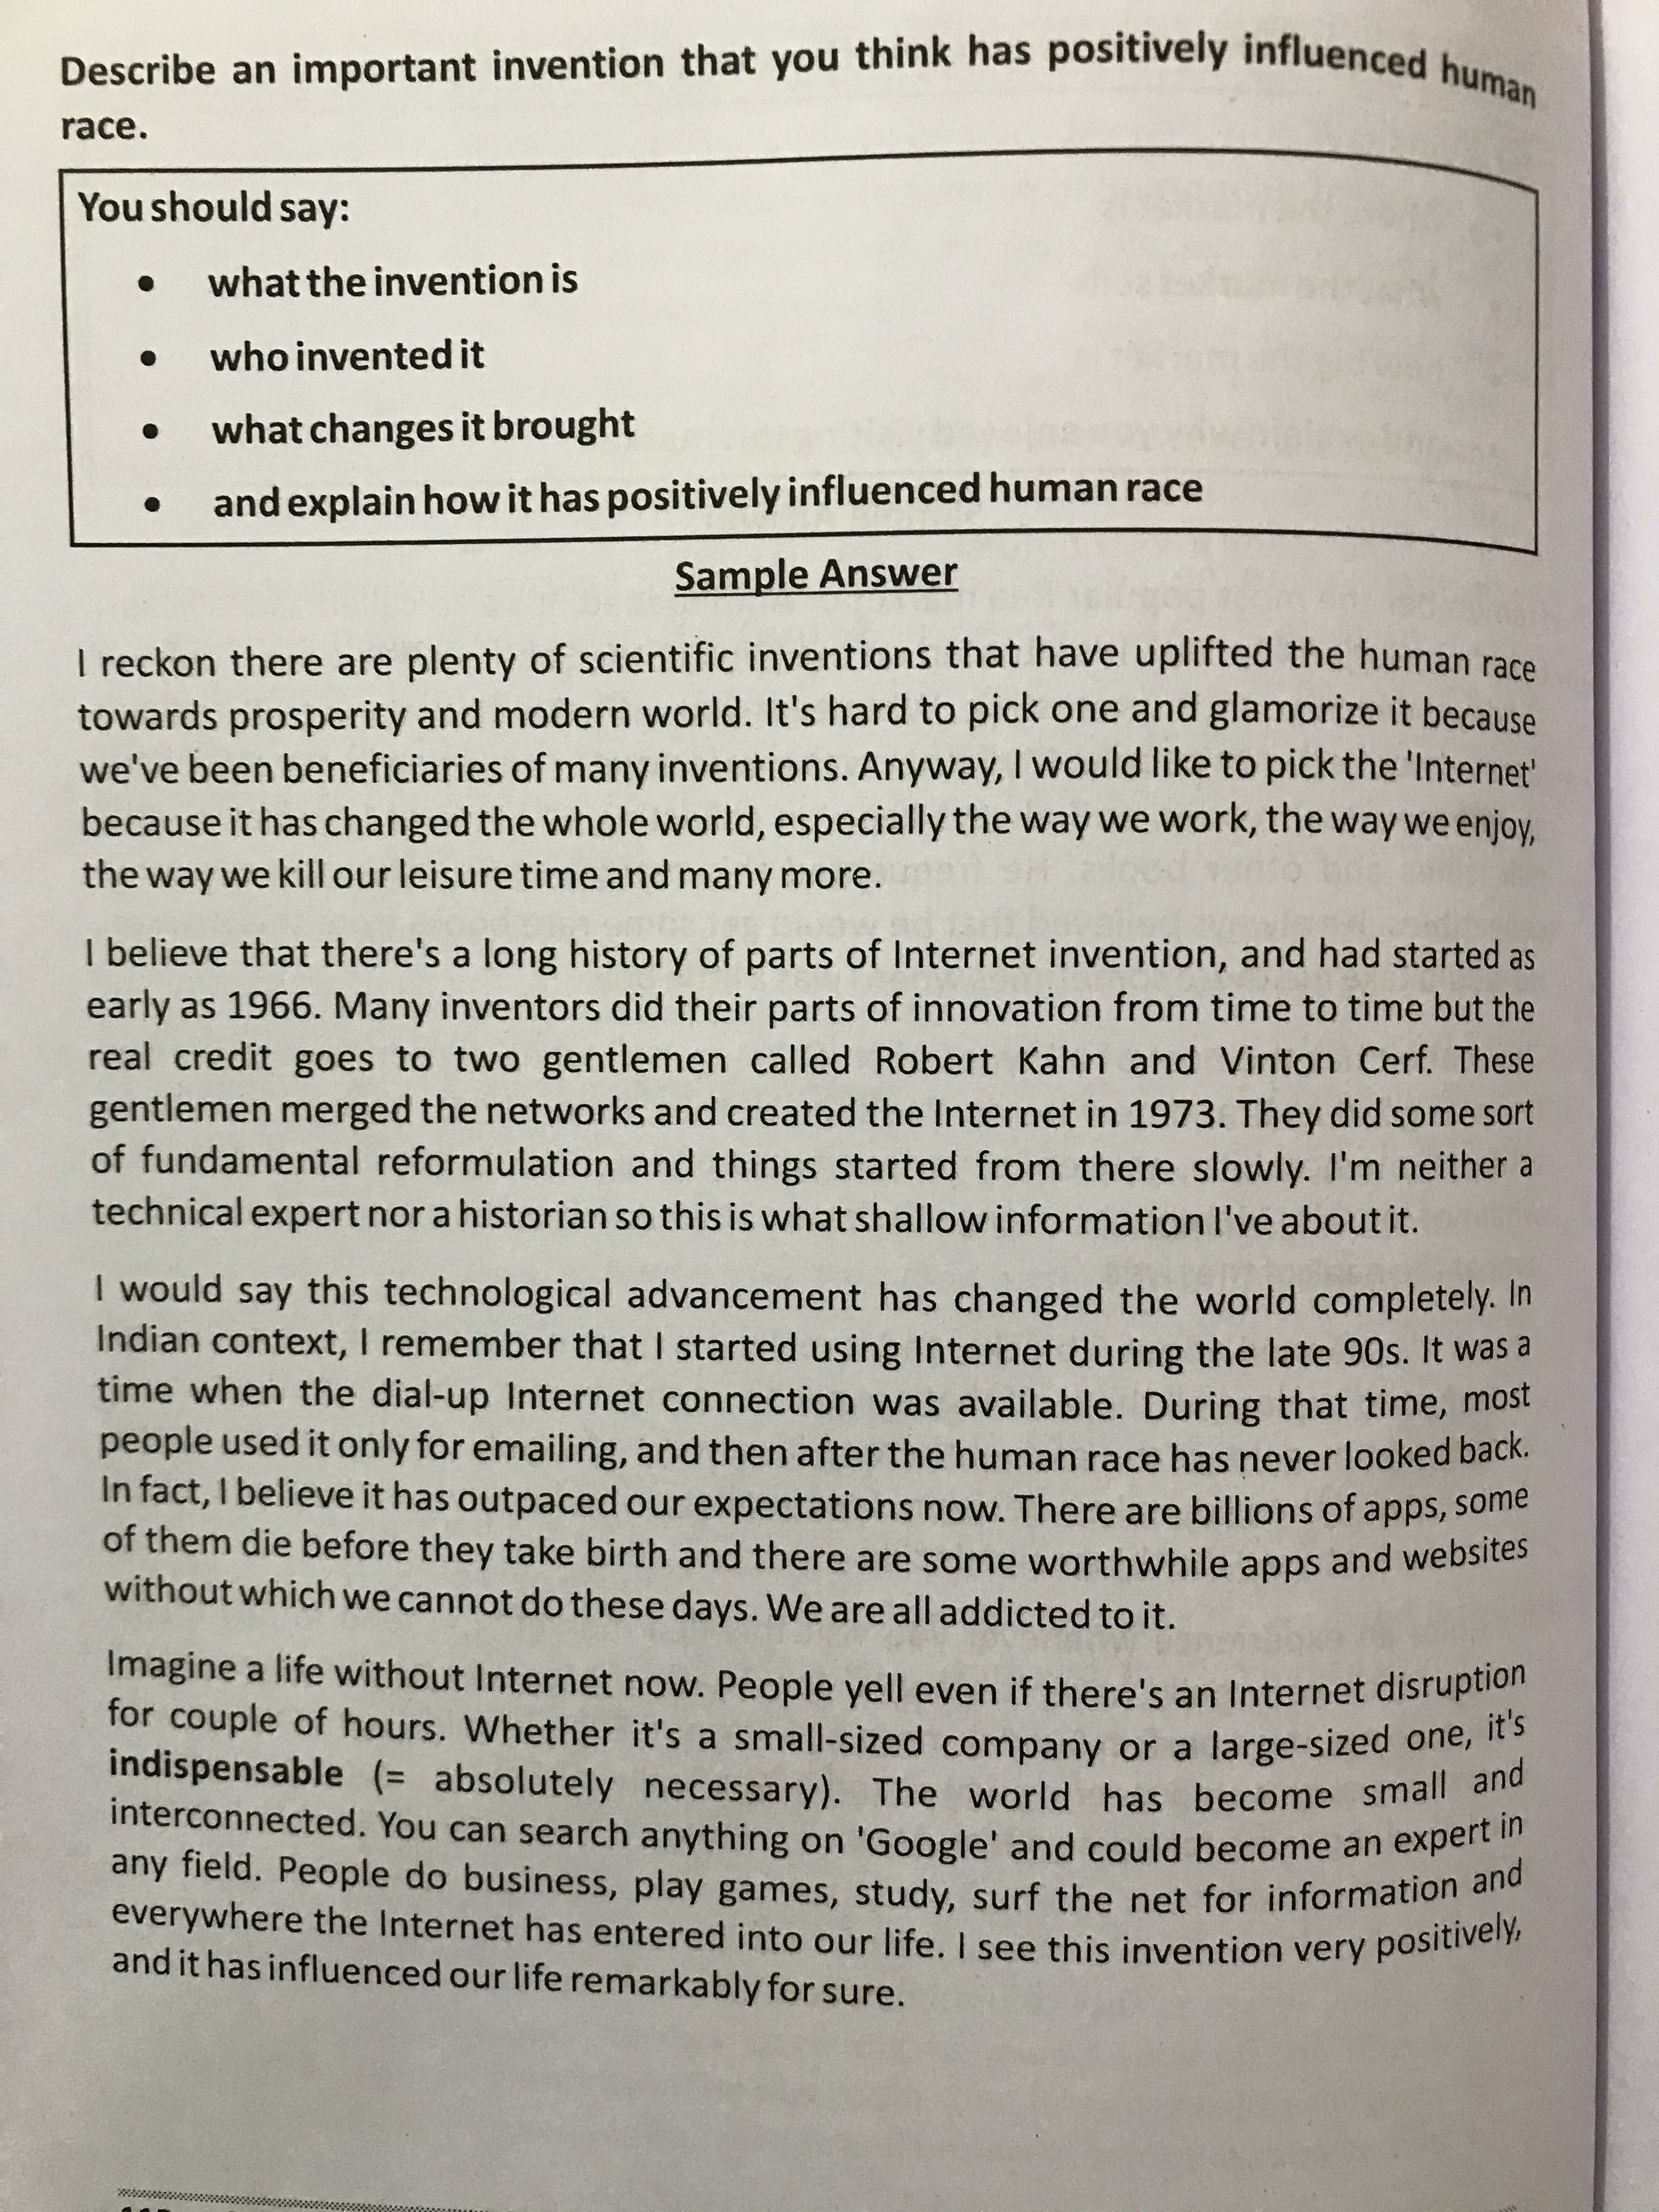 Describe an important invention that you think has positively influenced human
race.
You should say:
• what the invention is
• who invented it
• what changes it brought
• and explain how it has positively influenced human race
Sample Answer
I reckon there are plenty of scientific inventions that have uplifted the human race
towards prosperity and modern world. It's hard to pick one and glamorize it because
we've been beneficiaries of many inventions. Anyway, I would like to pick the 'Internet'
because it has changed the whole world, especially the way we work, the way we enjoy,
the way we kill our leisure time and many more.
I believe that there's a long history of parts of Internet invention, and had started as
early as 1966. Many inventors did their parts of innovation from time to time but the
real credit goes to two gentlemen called Robert Kahn and Vinton Cerf. These
gentlemen merged the networks and created the Internet in 1973. They did some sort
of fundamental reformulation and things started from there slowly. I'm neither a
technical expert nor a historian so this is what shallow information I've about it.
I would say this technological advancement has changed the world completely. In
Indian context, I remember that I started using Internet during the late 90s. It was a
time when the dial-up Internet connection was available. During that time, most
people used it only for emailing, and then after the human race has never looked back.
In fact, I believe it has outpaced our expectations now. There are billions of apps, some
of them die before they take birth and there are some worthwhile apps and websites
without which we cannot do these days. We are all addicted to it.
Imagine a life without Internet now. People yell even if there's an Internet disruption
for couple of hours. Whether it's a small-sized company or a large-sized one, it's
indispensable (= absolutely necessary). The world has become small and
interconnected. You can search anything on 'Google' and could become an expert in
any field. People do business, play games, study, surf the net for information and
everywhere the Internet has entered into our life. I see this invention very positively,
and it has influenced our life remarkably for sure.